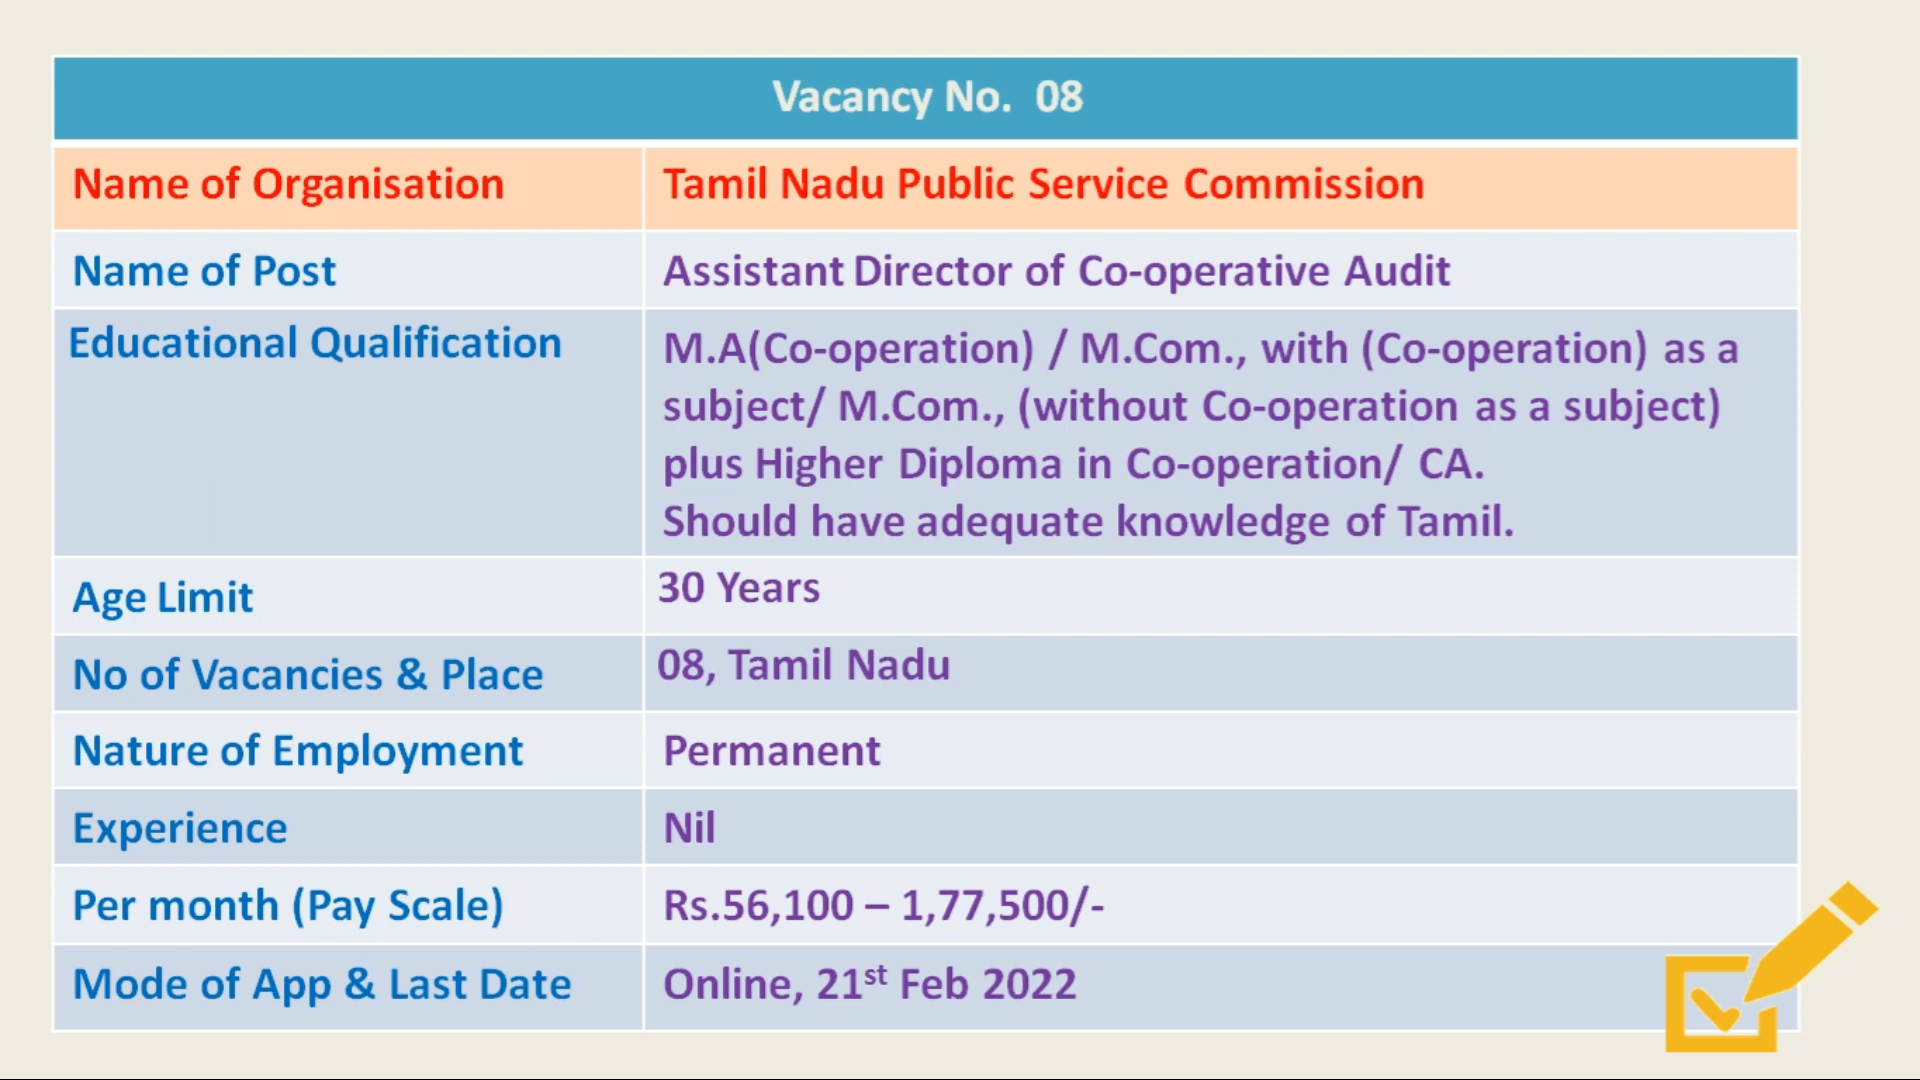 Vacancy No. 08
Name of Organisation
Tamil Nadu Public Service Commission
Name of Post
Assistant Director of Co-operative Audit
Educational Qualification
M.A(Co-operation) / M.Com., with (Co-operation) as a
subject/ M.Com., (without Co-operation as a subject)
plus Higher Diploma in Co-operation/ CA.
Should have adequate knowledge of Tamil.
Age Limit
30 Years
No of Vacancies & Place
08, Tamil Nadu
Nature of Employment
Permanent
Experience
Nil
Per month (Pay Scale)
Rs.56,100 – 1,77,500/-
Mode of App & Last Date
Online, 21st Feb 2022